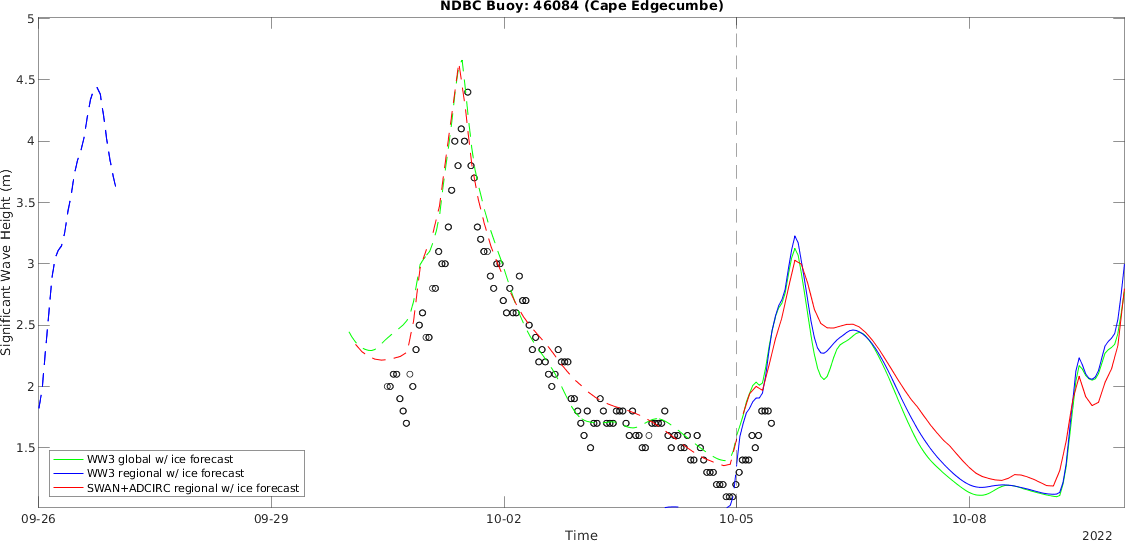 NDBC Buoy: 46084 (Cape Edgecumbe)
5
4.5
4
3.5
3
2.5
2
1.5
Significant Wave Height (m)
WW3 global w/ ice forecast
WW3 regional w/ ice forecast
SWAN+ADCIRC regional w/ ice forecast
09-26 09-29 10-02 10-05 10-08
Time
2022